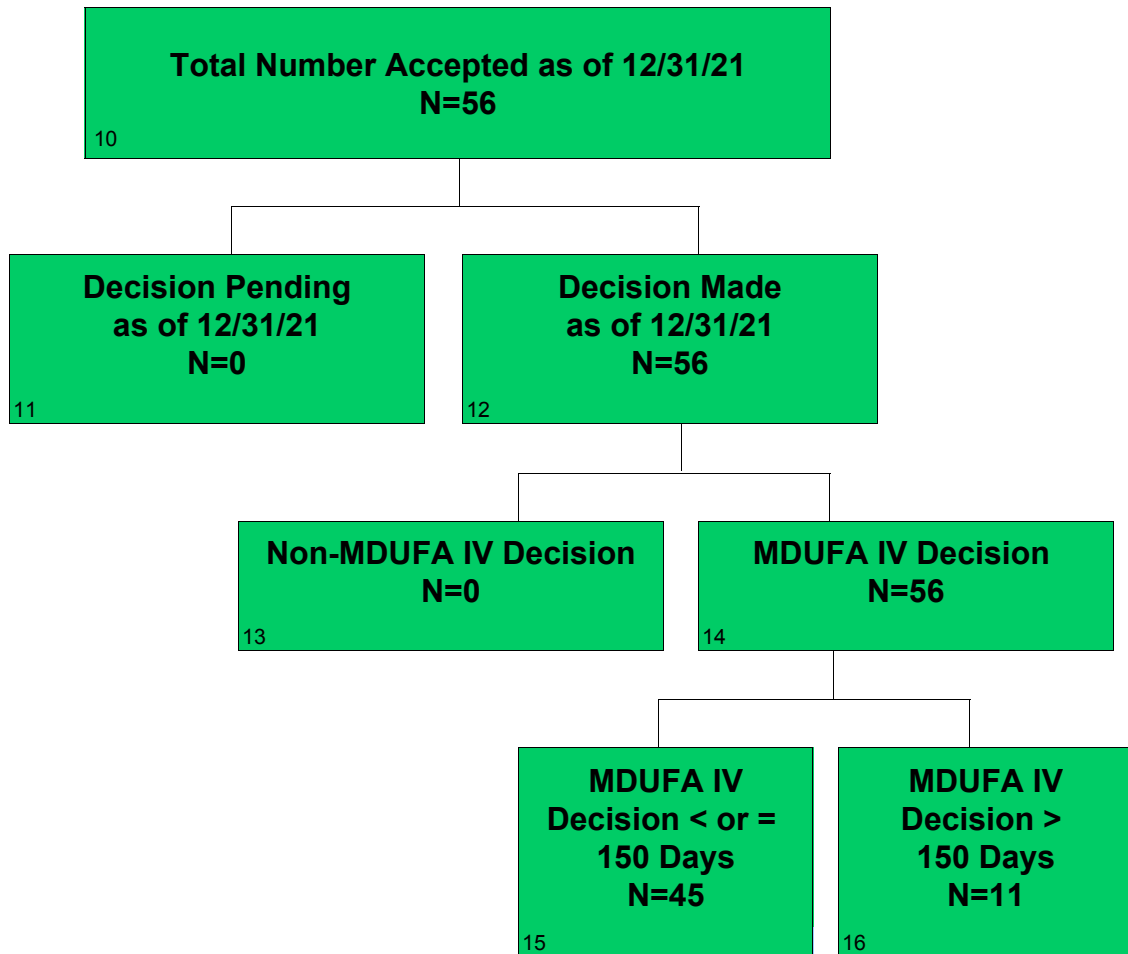 Total Number Accepted as of 12/31/21
N=56
10
Decision Pending
as of 12/31/21
N=0
11
Decision Made
as of 12/31/21
N=56
12
Non-MDUFA IV Decision
N=0
13
MDUFA IV Decision
N=56
14
MDUFA IV
Decision < or =
150 Days
N=45
15
MDUFA IV
Decision >
150 Days
N=11
16